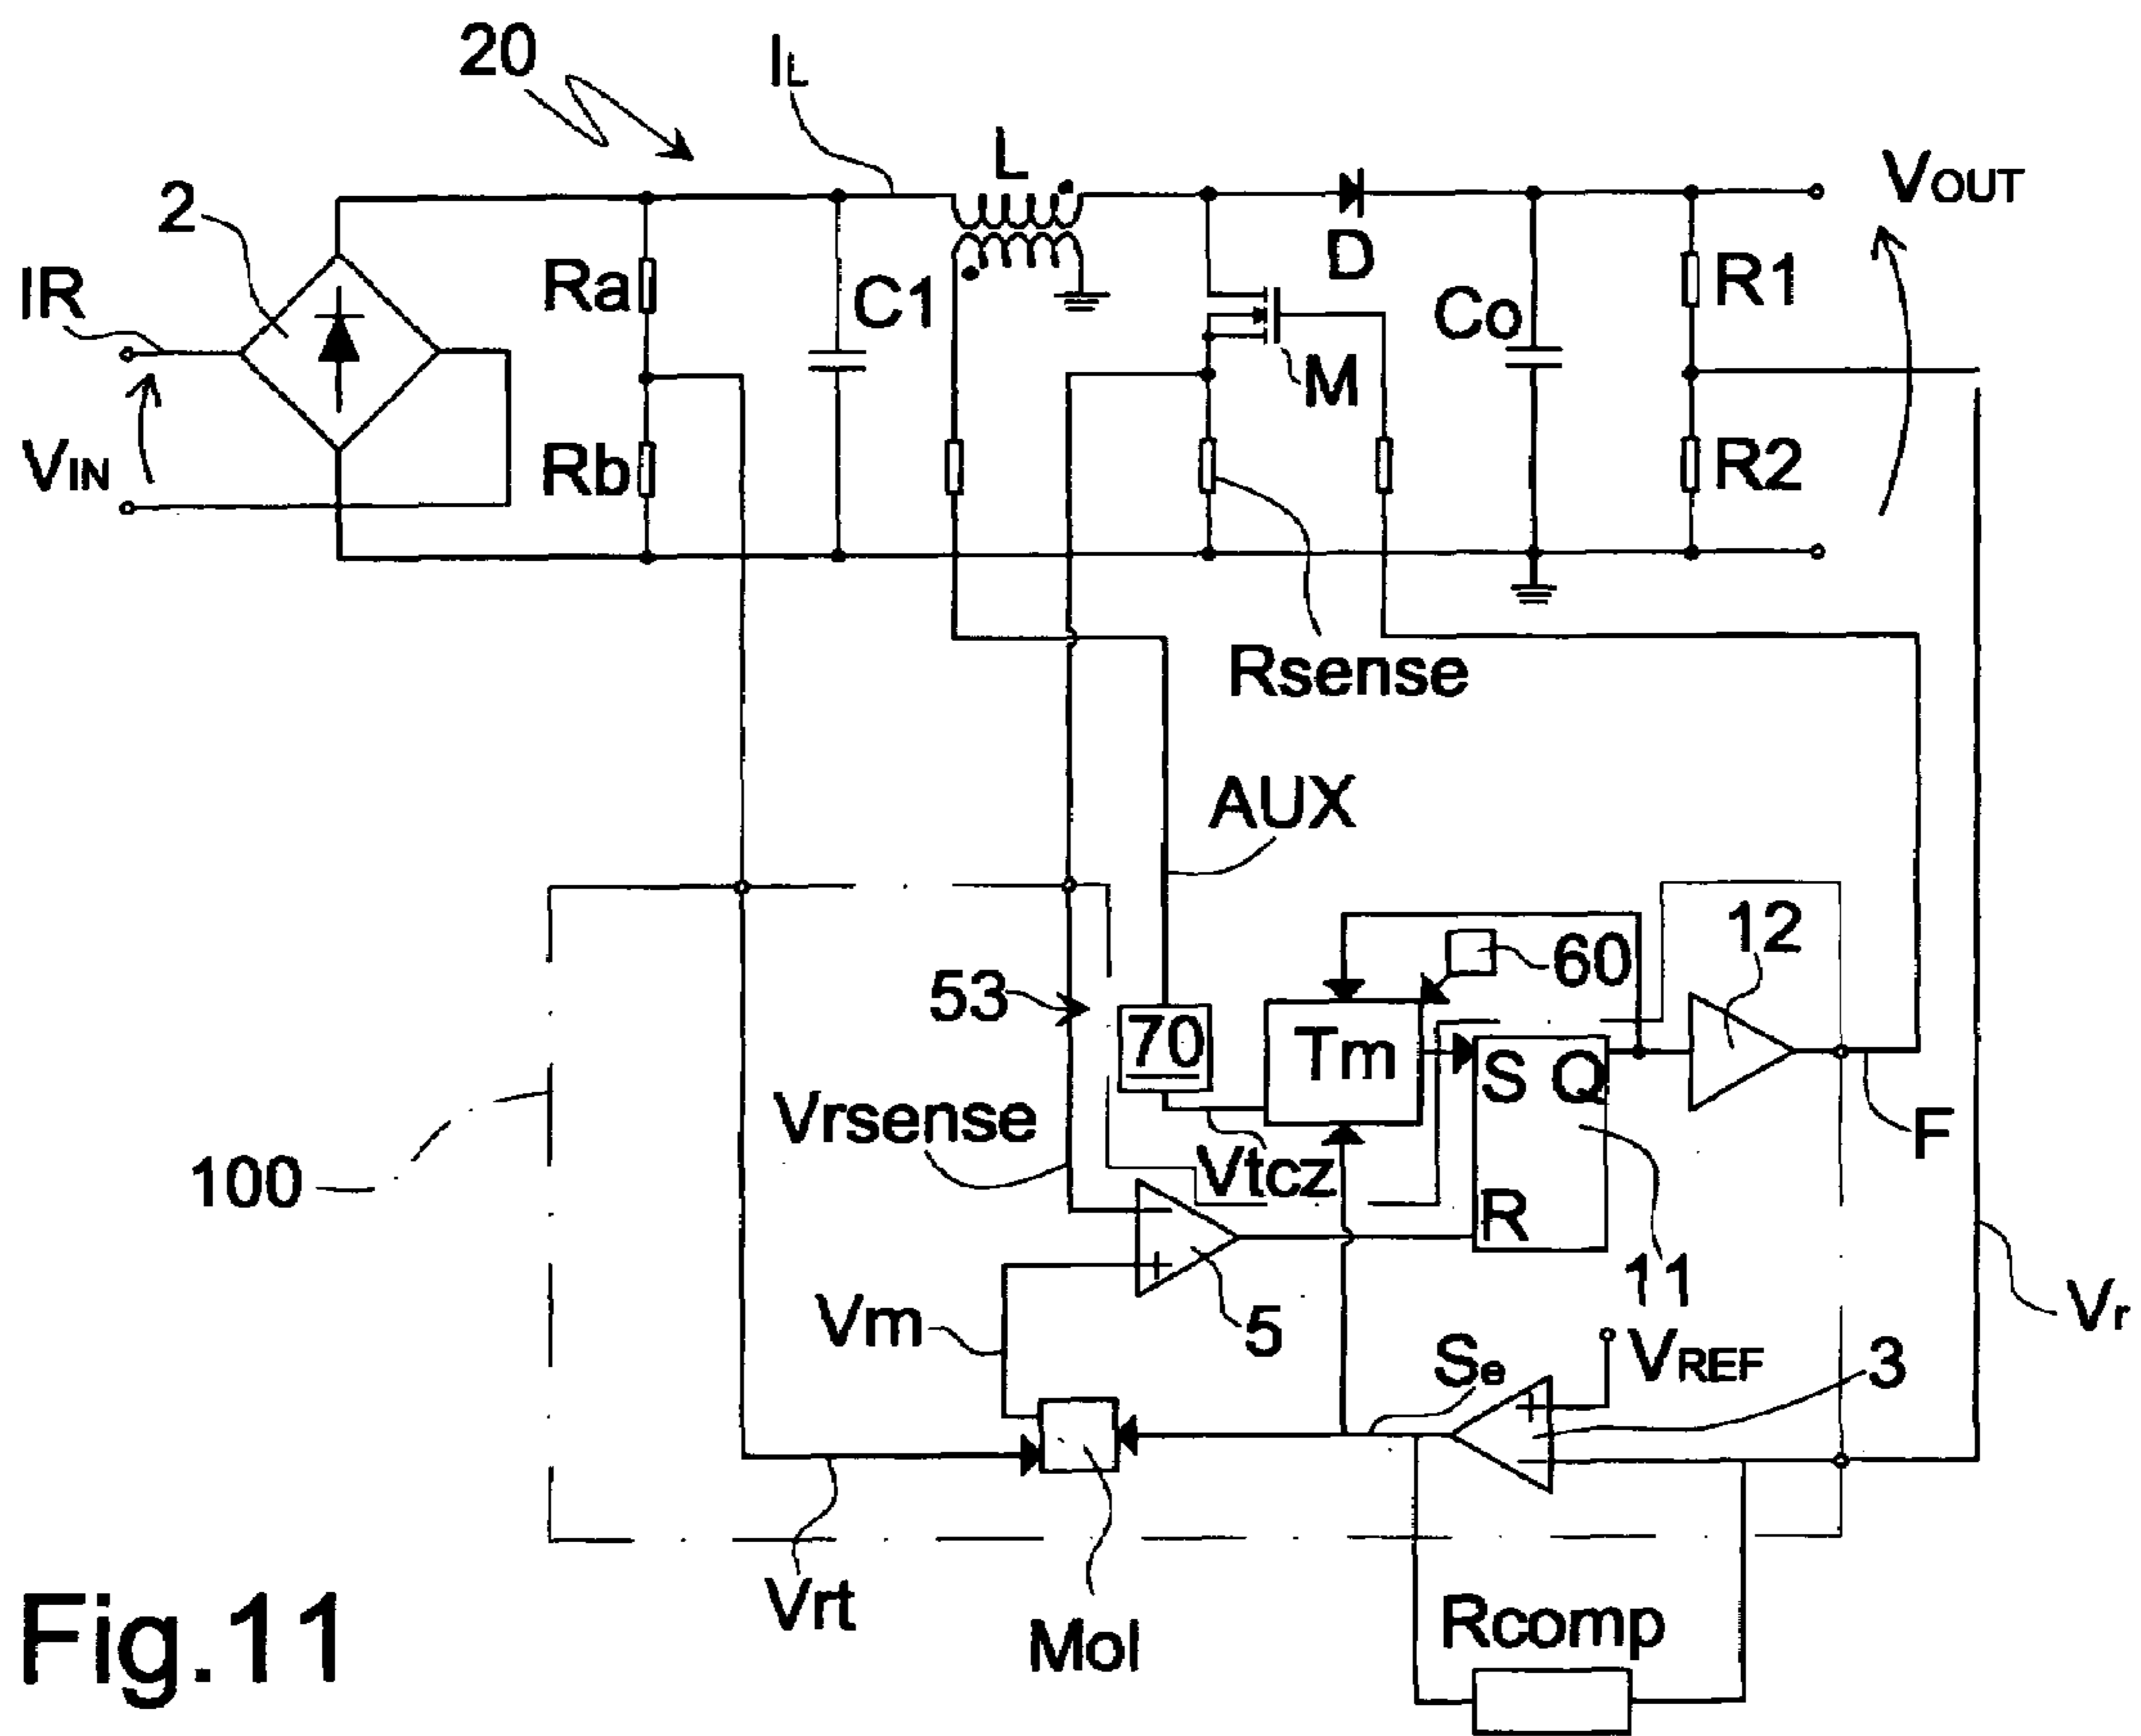 20
IL
L
2
VOUT
IR
Ra
C1
D
Co
R1
M
VIN
Rb
R2
Rsense
AUX
12
60
53
70
Tm
S Q
Vrsense
F
100
Vtcz
R
11
+
Vm
5
Vr
Se
VREF
3
+
Vrt
Mol
Rcomp
Fig.11